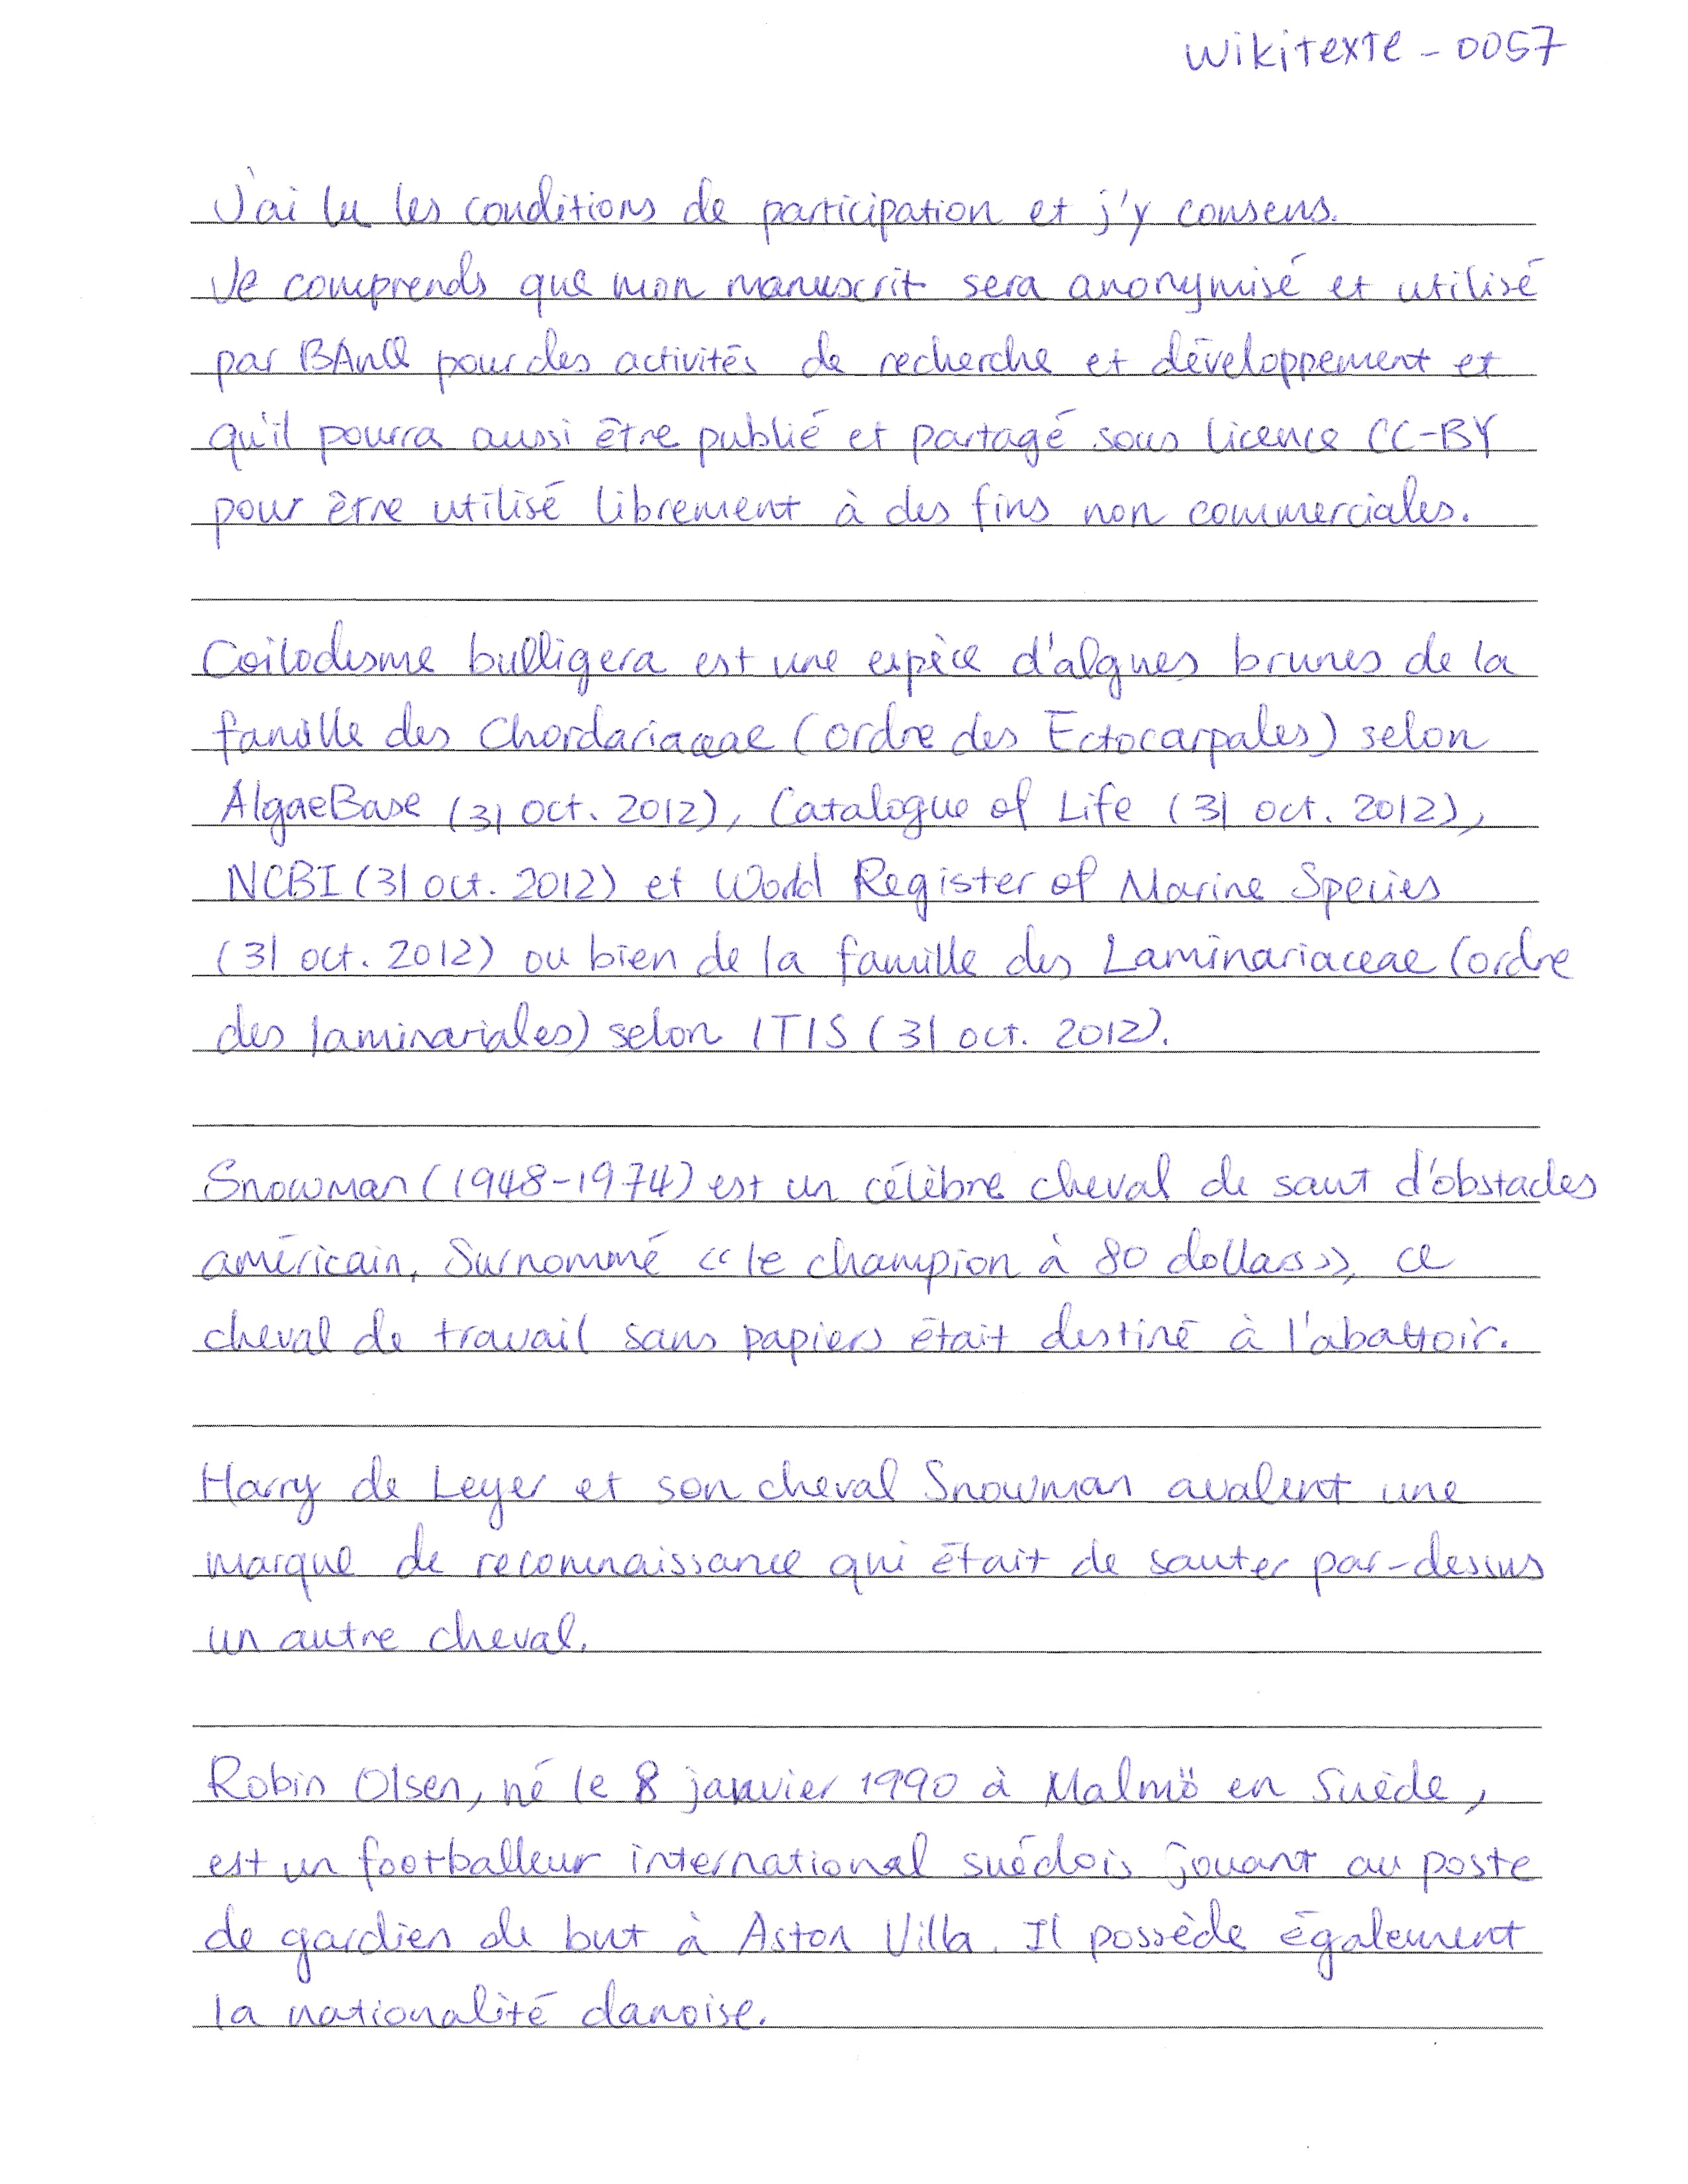 Wikitexte - 0057
J'ai lu les conditions de participation et j'y consens.
Je comprends que mon manuscrit sera anonymisé et utilisé
par BAnQ pour des activités de recherche et développement et
qu'il pourra aussi être publié et partagé sous licence CC-BY
pour être utilisé librement à des fins non commerciales.
Coilodesme bulligera est une espèce d'algues brunes de la
famille des Chordariaceae (ordre des Ectocarpales) selon
AlgaeBase (31 oct. 2012), Catalogue of Life (31 oct. 2012),
NCBI (31 oct. 2012) et World Register of Marine Species
(31 oct. 2012) ou bien de la famille des Laminariaceae (ordre
des laminariales) selon ITIS (31 oct. 2012).
Snowman (1948-1974) est un célèbre cheval de saut d'obstacles
américain. Surnommé « le champion à 80 dollars », ce
cheval de travail sans papiers était destiné à l'abattoir.
Harry de Leyer et son cheval Snowman avalent une
marque de reconnaissance qui était de sauter par-dessus
un autre cheval.
Robin Olsen, né le 8 janvier 1990 à Malmö en Suède,
est un footballeur international suédois jouant au poste
de gardien de but à Aston Villa. Il possède également
la nationalité danoise.